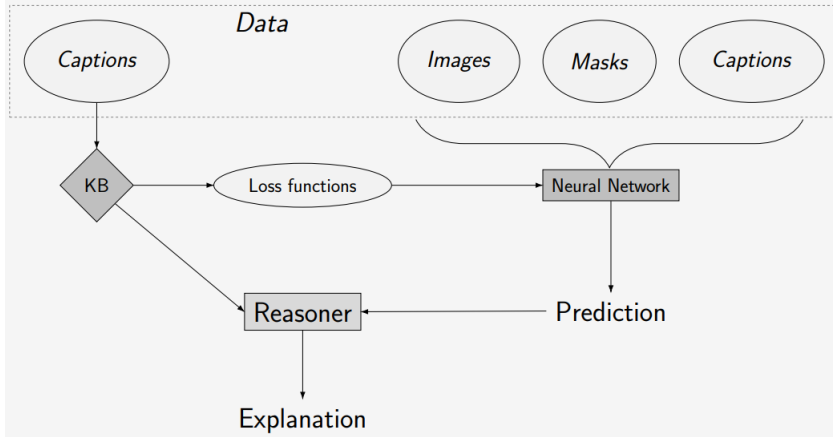 Data
Captions
Images
Masks
Captions
KB
Loss functions
Neural Network
Reasoner
Prediction
Explanation